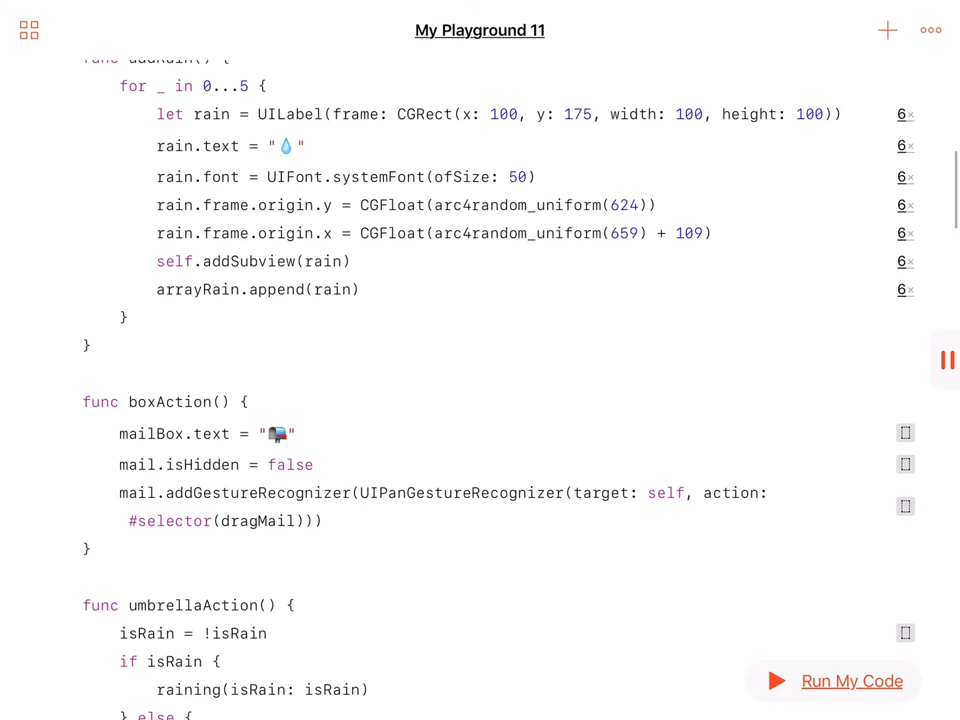 My Playground 11
func addRain() {
for _ in 0...5 {
let rain = UILabel(frame: CGRect(x: 100, y: 175, width: 100, height: 100))
6×
rain.text = "💧"
6×
rain.font = UIFont.systemFont(ofSize: 50)
6×
rain.frame.origin.y = CGFloat(arc4random_uniform(624))
6×
rain.frame.origin.x = CGFloat(arc4random_uniform(659) + 109)
6×
self.addSubview(rain)
6×
arrayRain.append(rain)
6×
}
}
func boxAction() {
mailBox.text = "📭"
mail.isHidden = false
mail.addGestureRecognizer(UIPanGestureRecognizer(target: self, action:
#selector(dragMail)))
}
func umbrellaAction() {
isRain = !isRain
if isRain {
raining(isRain: isRain)
} else {
Run My Code